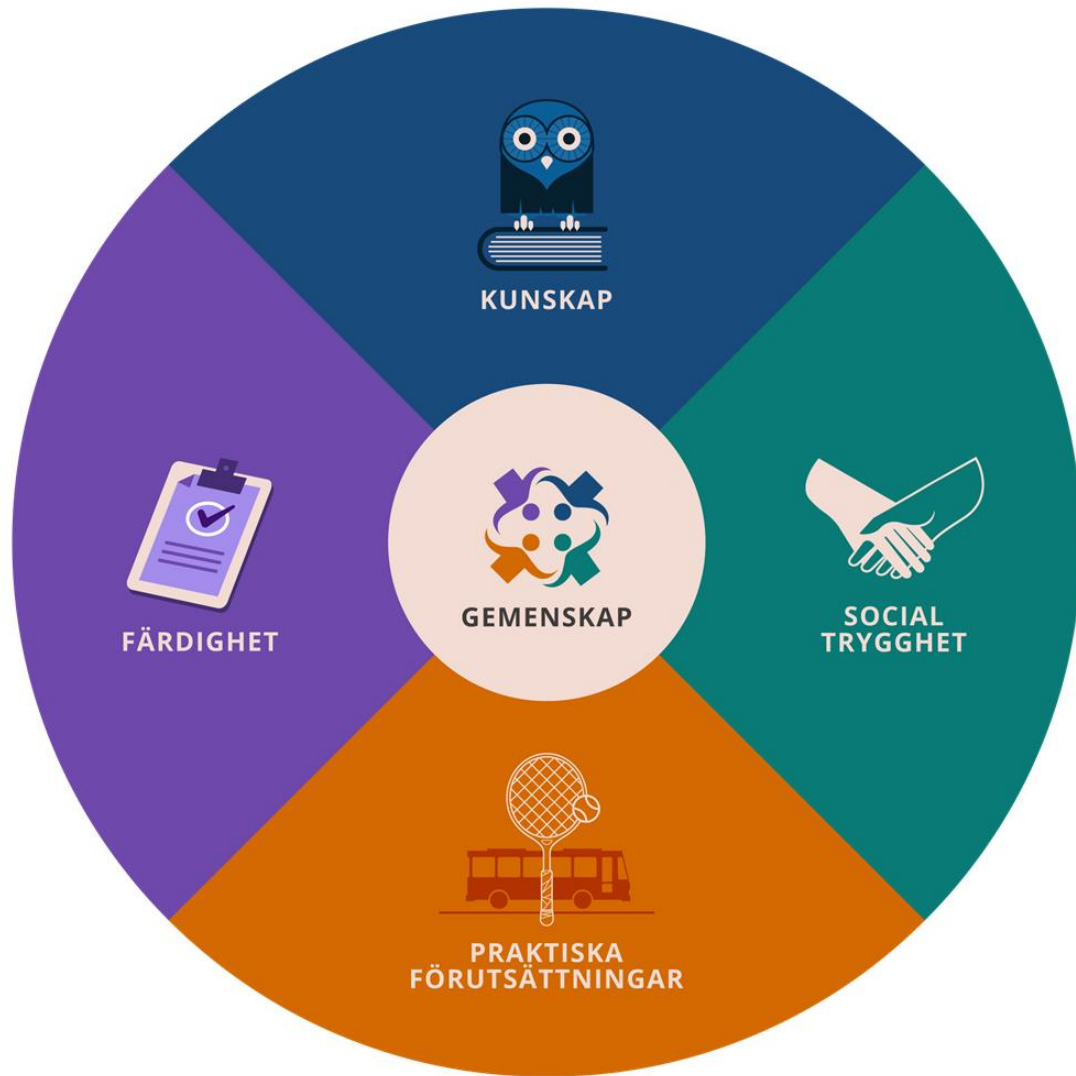 KUNSKAP
FÄRDIGHET
GEMENSKAP
SOCIAL
TRYGGHET
PRAKTISKA
FÖRUTSÄTTNINGAR